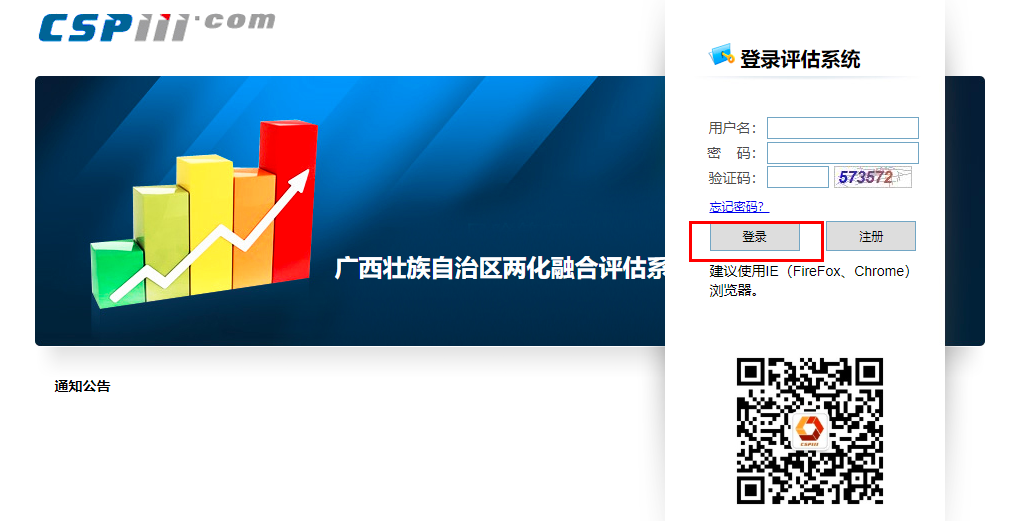 CSPiii.com
登录评估系统
用户名：
密　码：
验证码： 573572
忘记密码？
登录 注册
广西壮族自治区两化融合评估系
建议使用IE（FireFox、Chrome）
浏览器。
通知公告
CSPIII